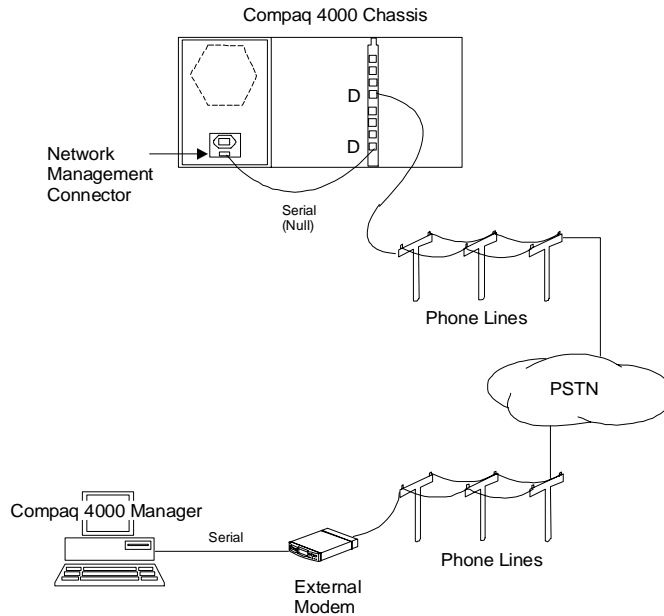 Compaq 4000 Chassis
D
D
Network
Management
Connector
Serial
(Null)
Phone Lines
PSTN
Compaq 4000 Manager
Serial
Phone Lines
External
Modem